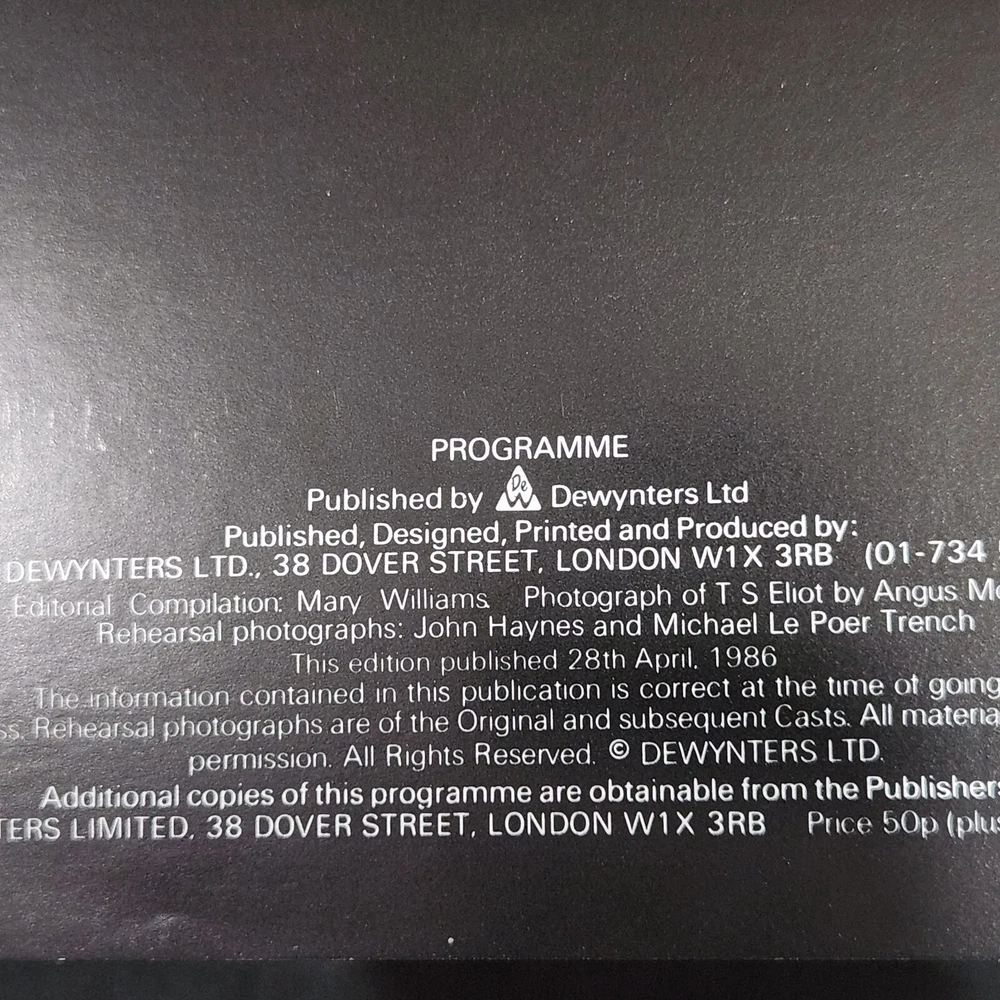 PROGRAMME
Published by De W Dewynters Ltd
Published, Designed, Printed and Produced by:
DEWYNTERS LTD., 38 DOVER STREET, LONDON W1X 3RB (01-734
Editorial Compilation: Mary Williams. Photograph of T S Eliot by Angus
Rehearsal photographs: John Haynes and Michael Le Poer Trench
This edition published 28th April, 1986
The information contained in this publication is correct at the time of going
Rehearsal photographs are of the Original and subsequent Casts. All
permission. All Rights Reserved. © DEWYNTERS LTD.
Additional copies of this programme are obtainable from the Publishers
LIMITED, 38 DOVER STREET, LONDON W1X 3RB Price 50p